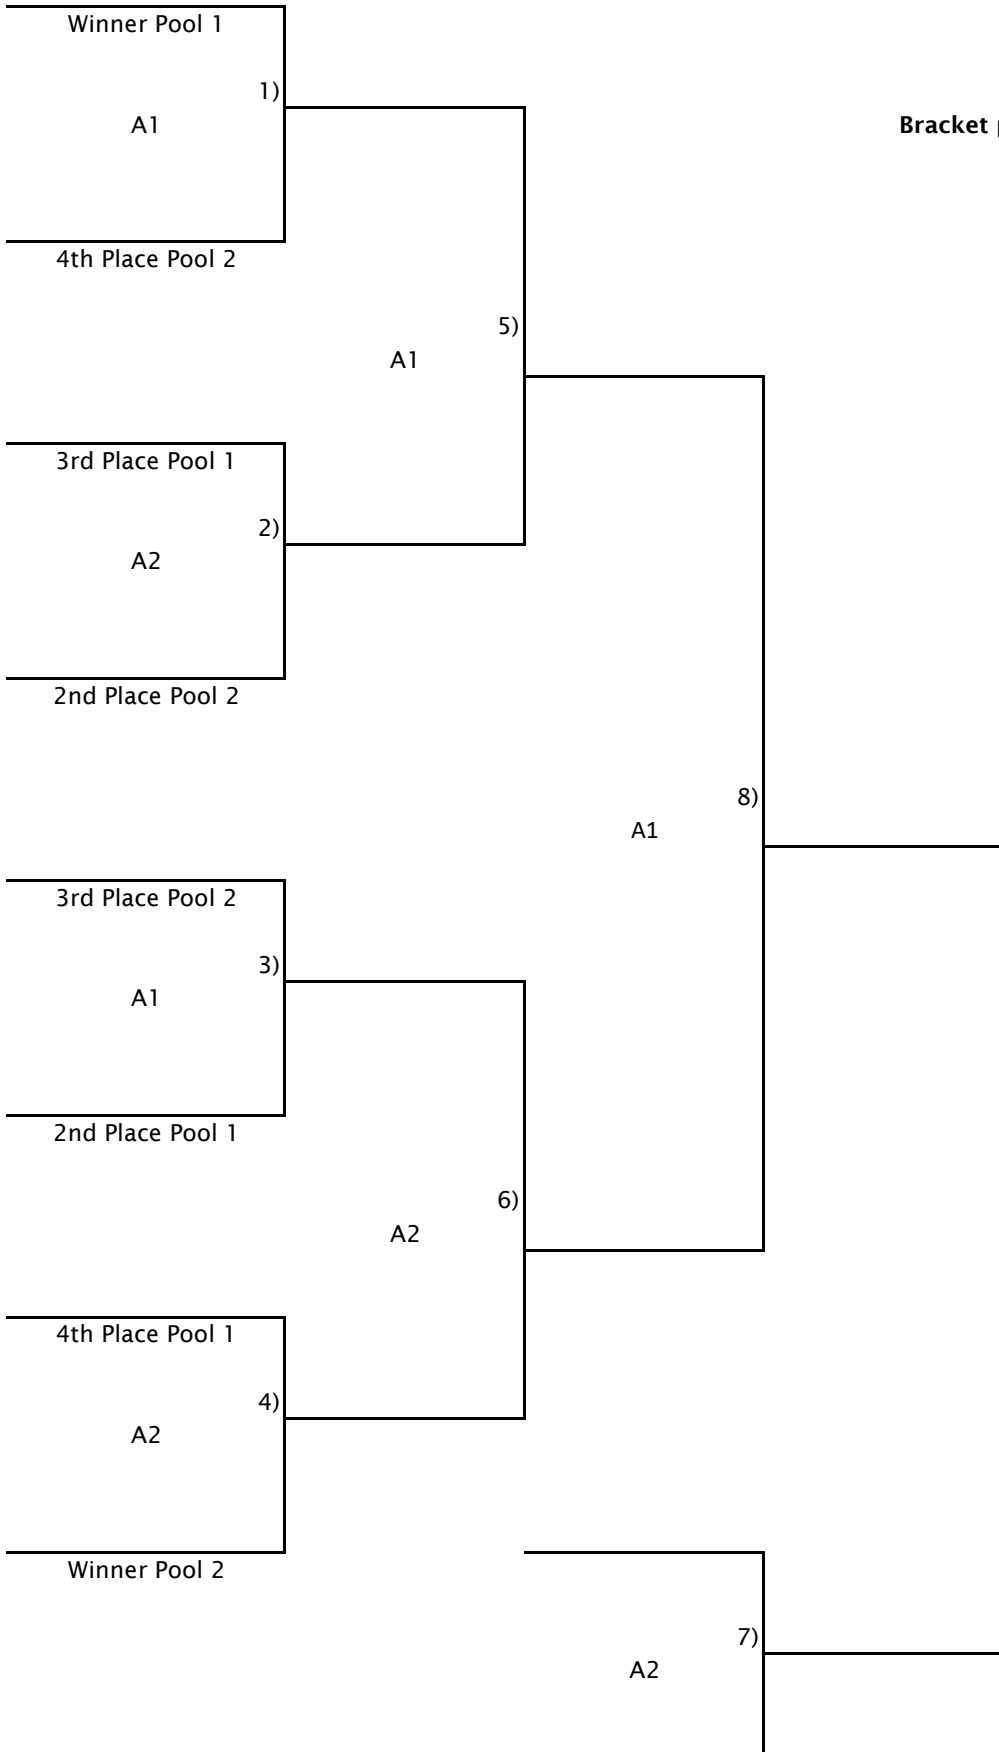 Winner Pool 1
1)
A1
Bracket
4th Place Pool 2
5)
A1
3rd Place Pool 1
2)
A2
2nd Place Pool 2
8)
A1
3rd Place Pool 2
3)
A1
2nd Place Pool 1
6)
A2
4th Place Pool 1
4)
A2
Winner Pool 2
7)
A2